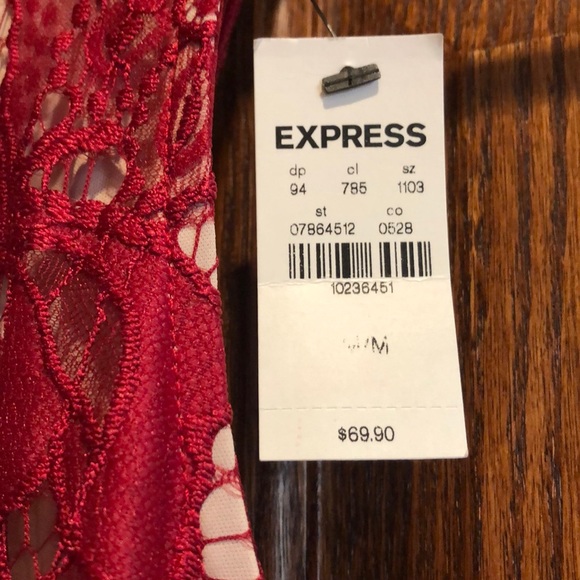 EXPRESS
dp cl sz
94 785 1103
st co
07864512 0528
10236451
M
$69.90